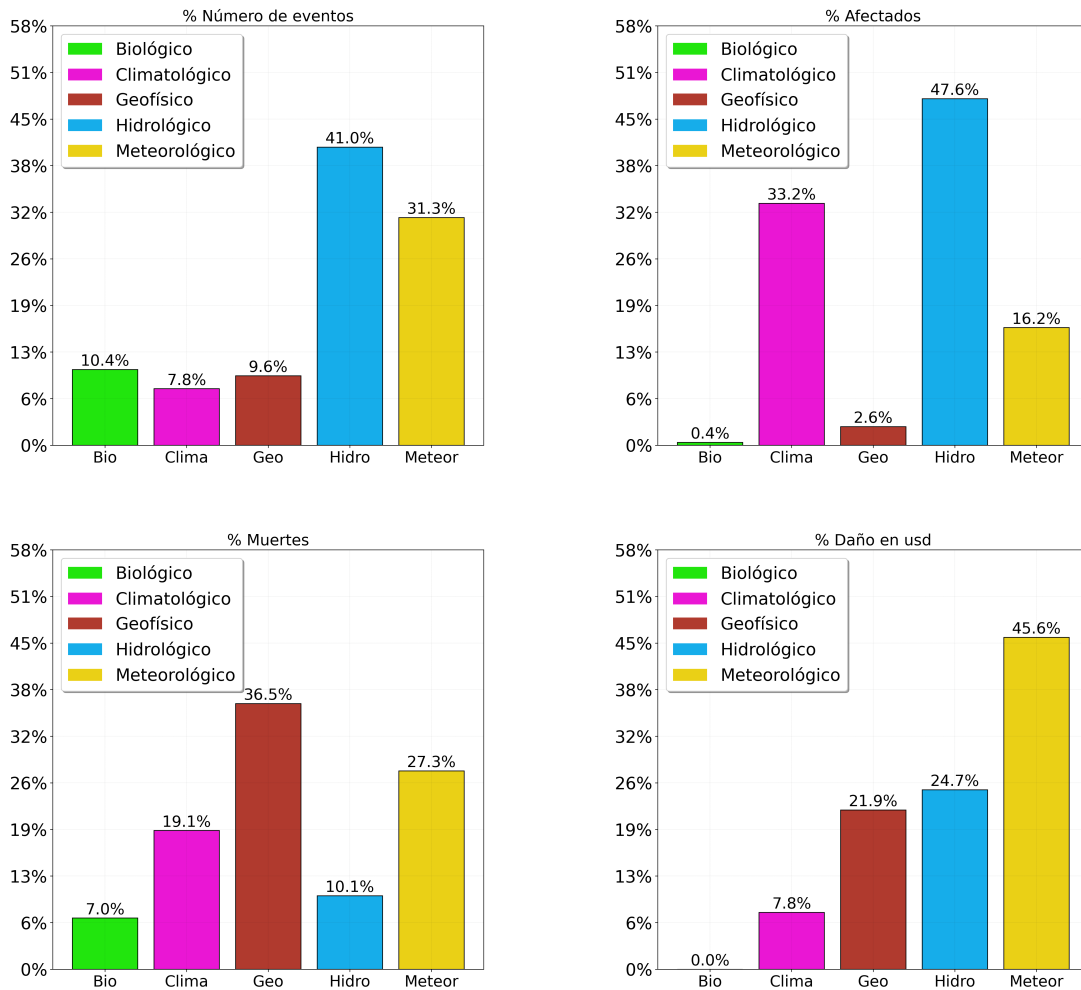 % Número de eventos
58%
51%
45%
38%
32%
26%
19%
13%
6%
0%
Biológico
Climatológico
Geofísico
Hidrológico
Meteorológico
10.4%
7.8%
9.6%
41.0%
31.3%
Bio Clima Geo Hidro Meteor
% Afectados
58%
51%
45%
38%
32%
26%
19%
13%
6%
0%
Biológico
Climatológico
Geofísico
Hidrológico
Meteorológico
0.4%
33.2%
2.6%
47.6%
16.2%
Bio Clima Geo Hidro Meteor
% Muertes
58%
51%
45%
38%
32%
26%
19%
13%
6%
0%
Biológico
Climatológico
Geofísico
Hidrológico
Meteorológico
7.0%
19.1%
36.5%
10.1%
27.3%
Bio Clima Geo Hidro Meteor
% Daño en usd
58%
51%
45%
38%
32%
26%
19%
13%
6%
0%
Biológico
Climatológico
Geofísico
Hidrológico
Meteorológico
0.0%
7.8%
21.9%
24.7%
45.6%
Bio Clima Geo Hidro Meteor